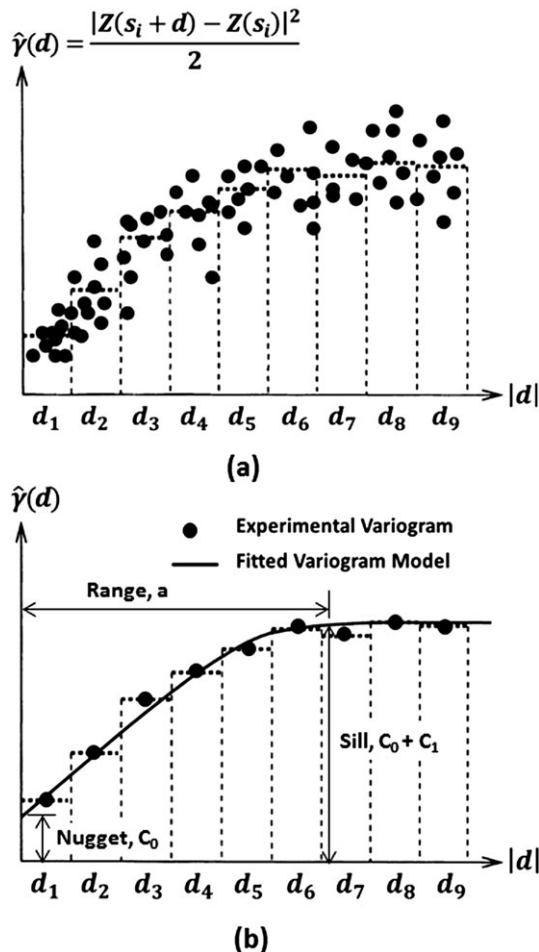 γ̂(d) = |Z(sᵢ + d) − Z(sᵢ)|² / 2
|d|
d₁ d₂ d₃ d₄ d₅ d₆ d₇ d₈ d₉
(a)
γ̂(d)
Experimental Variogram
Fitted Variogram Model
Range, a
Sill, C₀ + C₁
Nugget, C₀
|d|
d₁ d₂ d₃ d₄ d₅ d₆ d₇ d₈ d₉
(b)